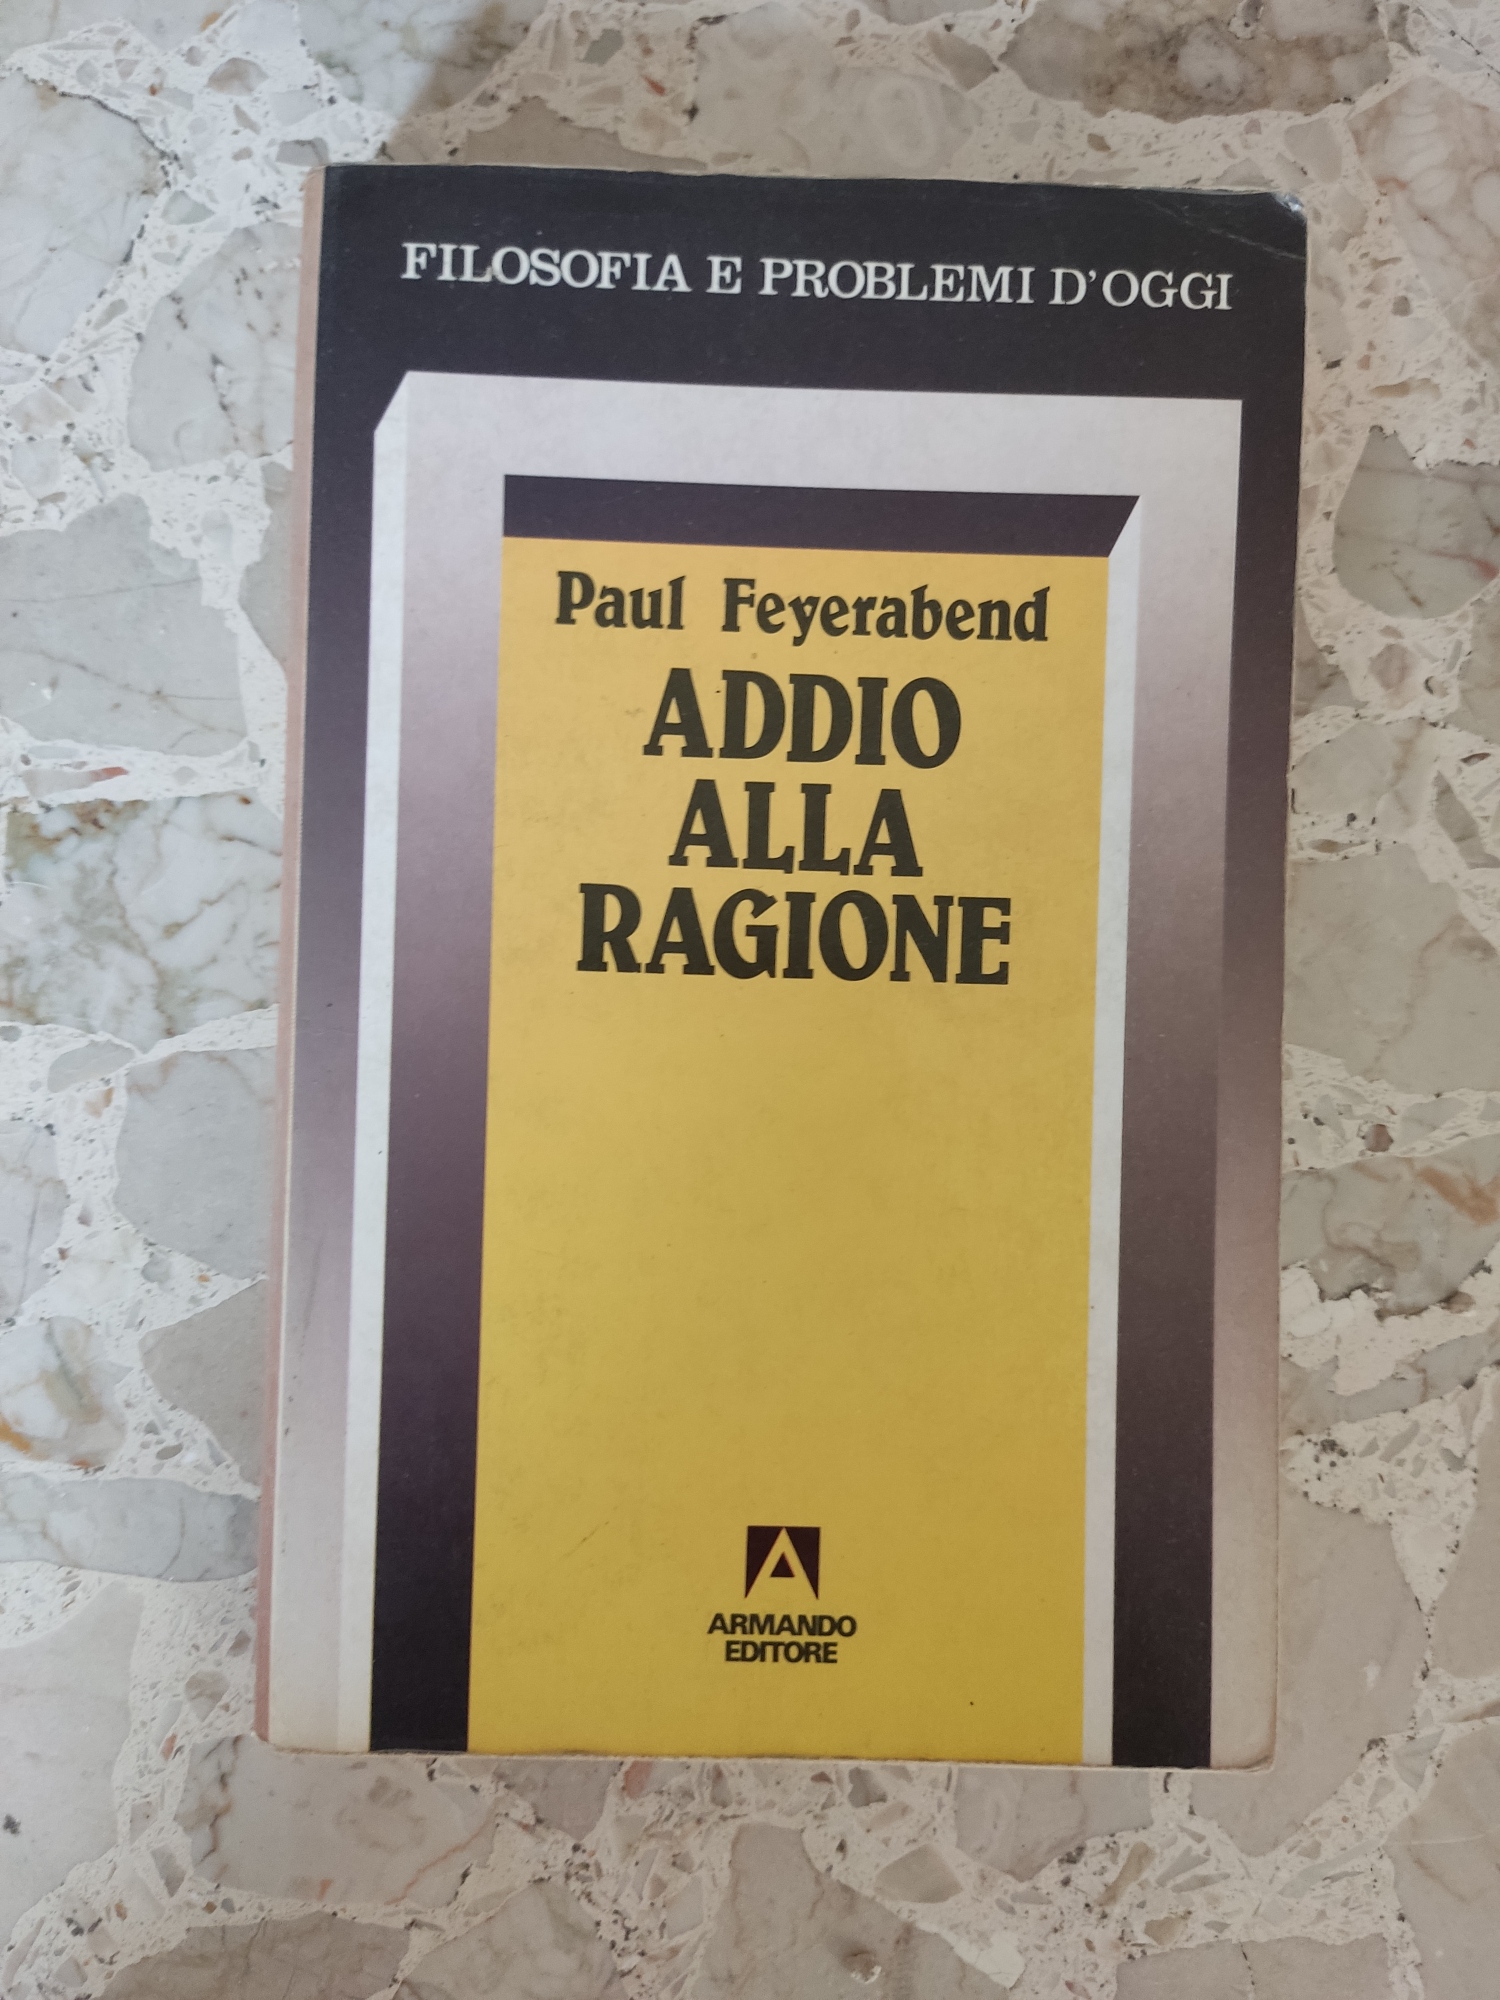 FILOSOFIA E PROBLEMI D'OGGI
Paul Feyerabend
ADDIO
ALLA
RAGIONE
ARMANDO
EDITORE